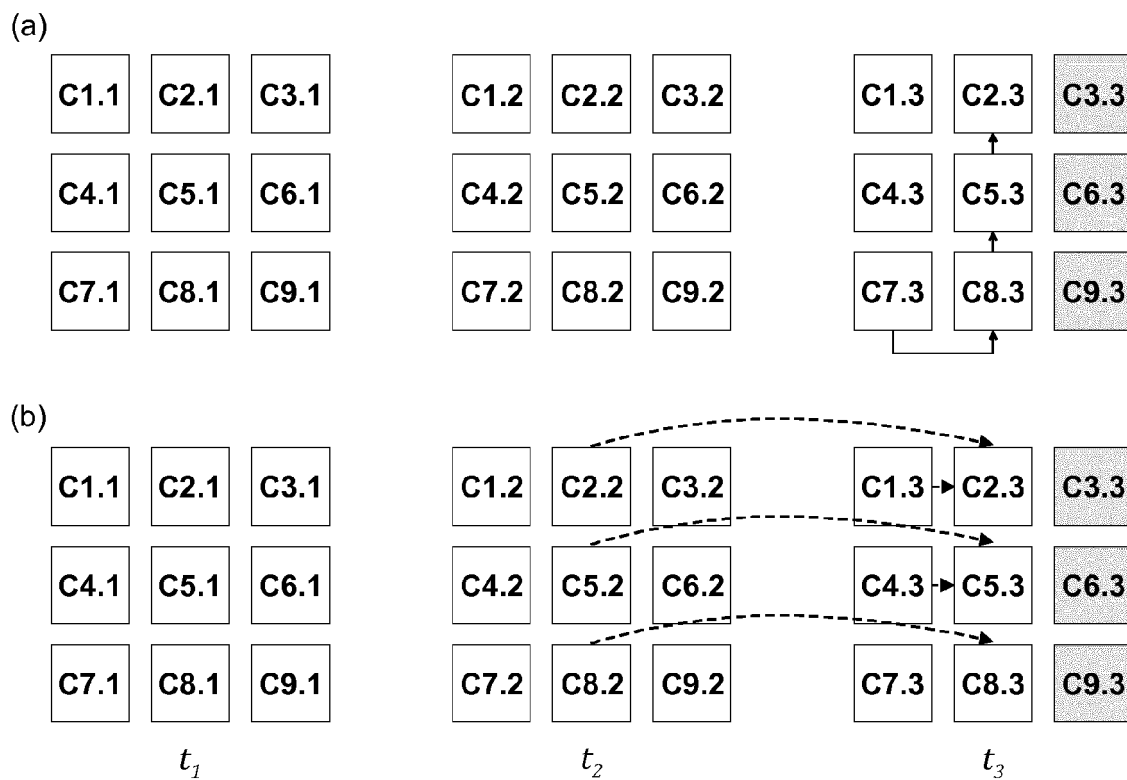 (a)
C1.1 C2.1 C3.1 C1.2 C2.2 C3.2 C1.3 C2.3 C3.3
C4.1 C5.1 C6.1 C4.2 C5.2 C6.2 C4.3 C5.3 C6.3
C7.1 C8.1 C9.1 C7.2 C8.2 C9.2 C7.3 C8.3 C9.3
(b)
C1.1 C2.1 C3.1 C1.2 C2.2 C3.2 C1.3 C2.3 C3.3
C4.1 C5.1 C6.1 C4.2 C5.2 C6.2 C4.3 C5.3 C6.3
C7.1 C8.1 C9.1 C7.2 C8.2 C9.2 C7.3 C8.3 C9.3
t₁ t₂ t₃